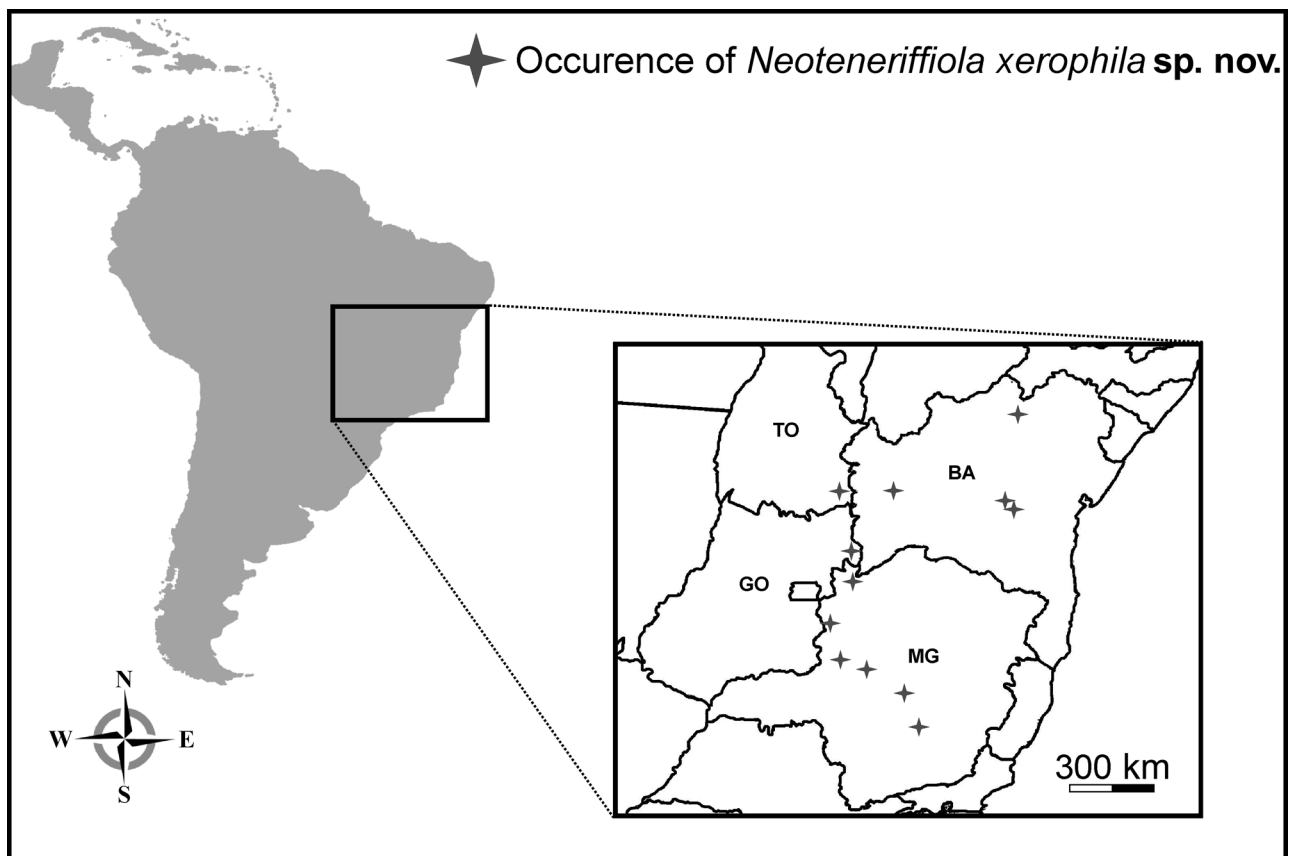 Occurence of Neoteneriffiola xerophila sp. nov.
TO
BA
GO
MG
300 km
N
W
E
S